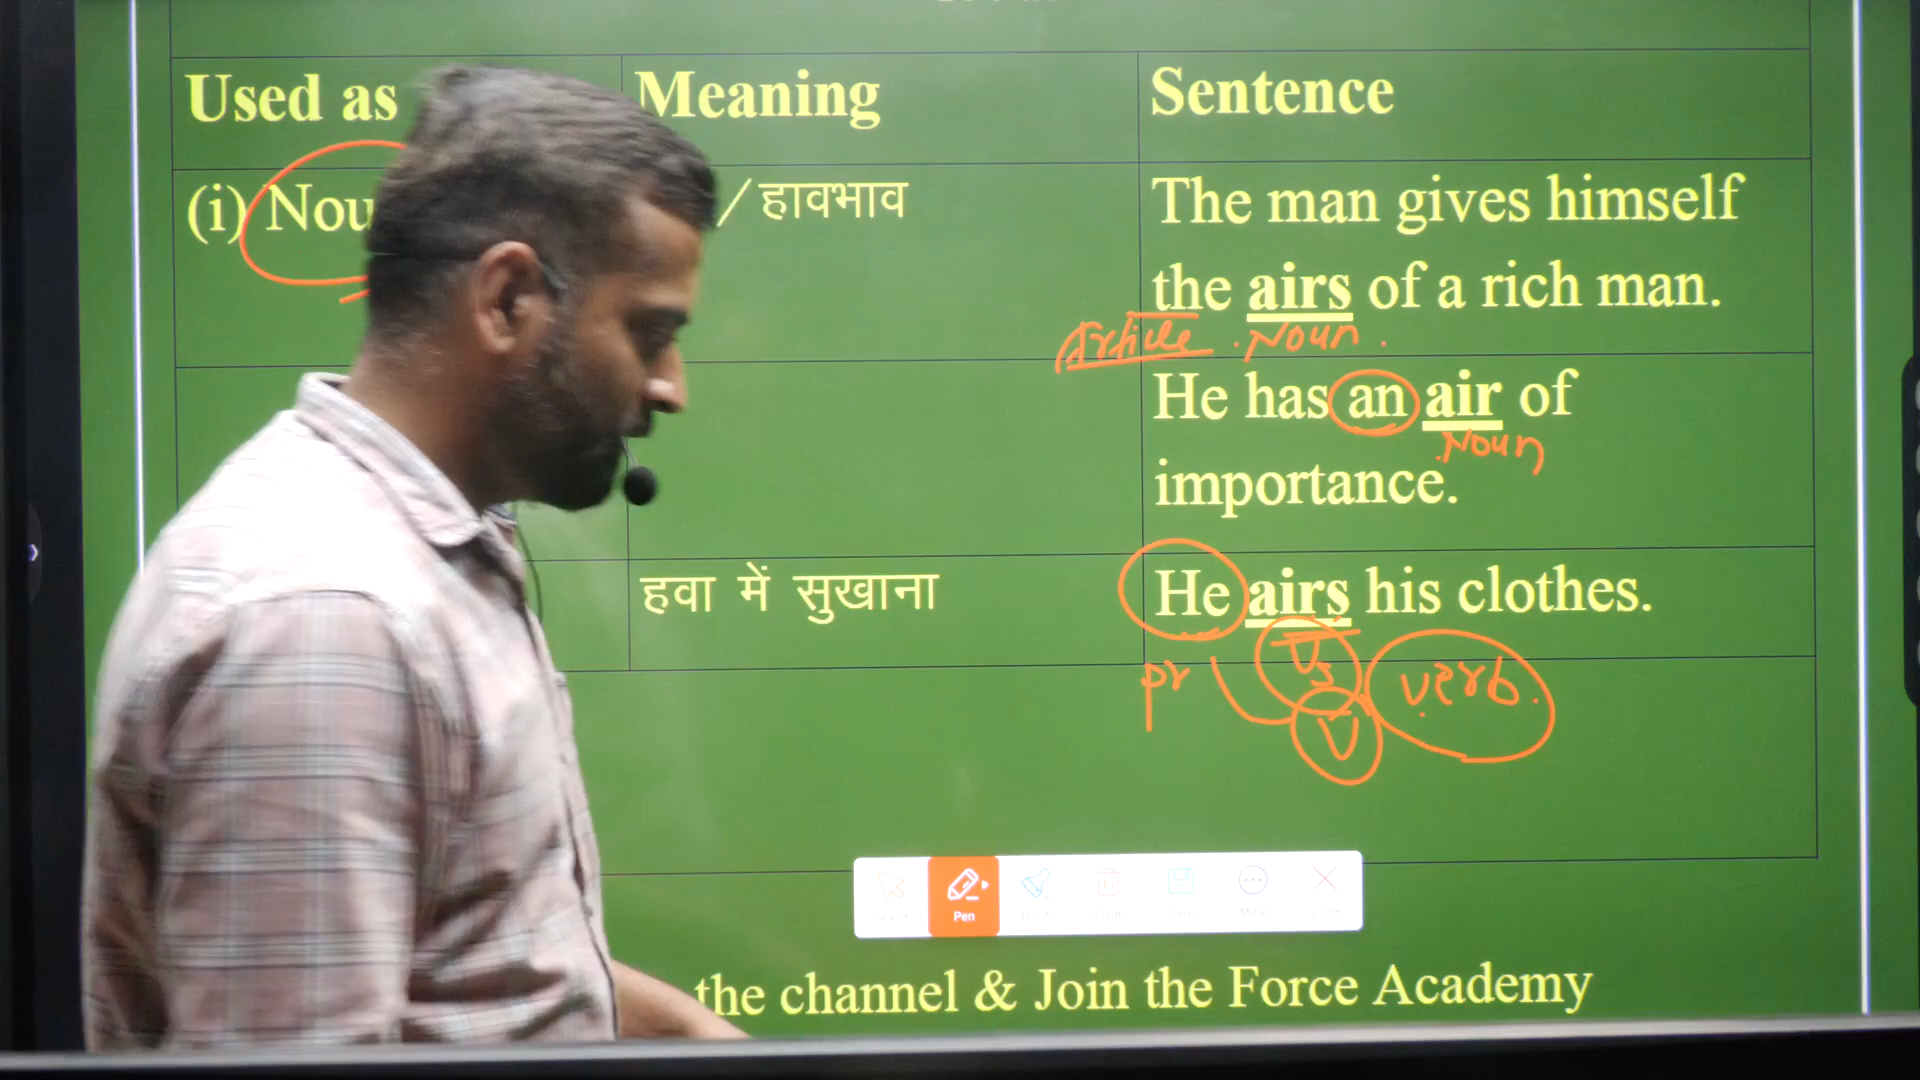 Used as Meaning Sentence
(i) Nou / हावभाव The man gives himself
the airs of a rich man.
Article Noun
He has an air of
Noun
importance.
हवा में सुखाना He airs his clothes.
pr V5 verb
V
Pen
the channel & Join the Force Academy